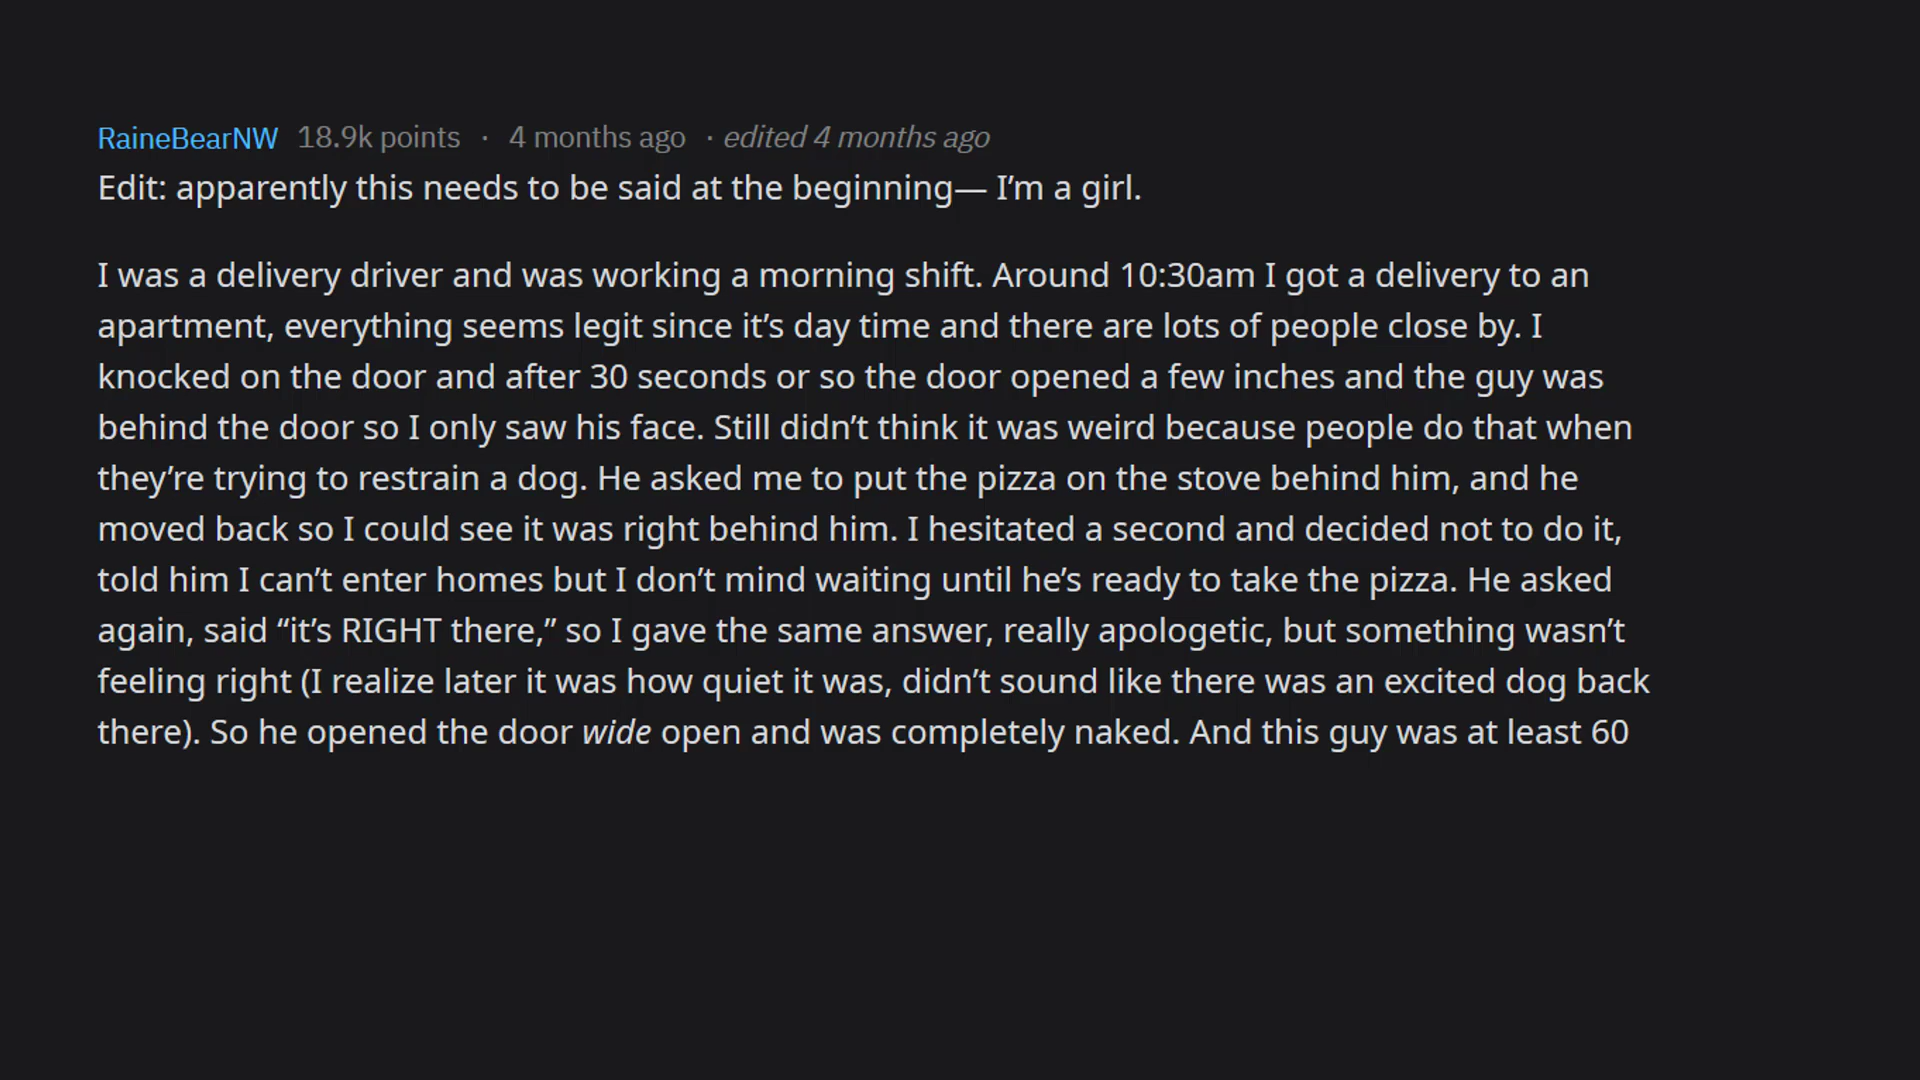 RaineBearNW 18.9k points · 4 months ago · edited 4 months ago
Edit: apparently this needs to be said at the beginning— I’m a girl.
I was a delivery driver and was working a morning shift. Around 10:30am I got a delivery to an
apartment, everything seems legit since it’s day time and there are lots of people close by. I
knocked on the door and after 30 seconds or so the door opened a few inches and the guy was
behind the door so I only saw his face. Still didn’t think it was weird because people do that when
they’re trying to restrain a dog. He asked me to put the pizza on the stove behind him, and he
moved back so I could see it was right behind him. I hesitated a second and decided not to do it,
told him I can’t enter homes but I don’t mind waiting until he’s ready to take the pizza. He asked
again, said “it’s RIGHT there,” so I gave the same answer, really apologetic, but something wasn’t
feeling right (I realize later it was how quiet it was, didn’t sound like there was an excited dog back
there). So he opened the door wide open and was completely naked. And this guy was at least 60